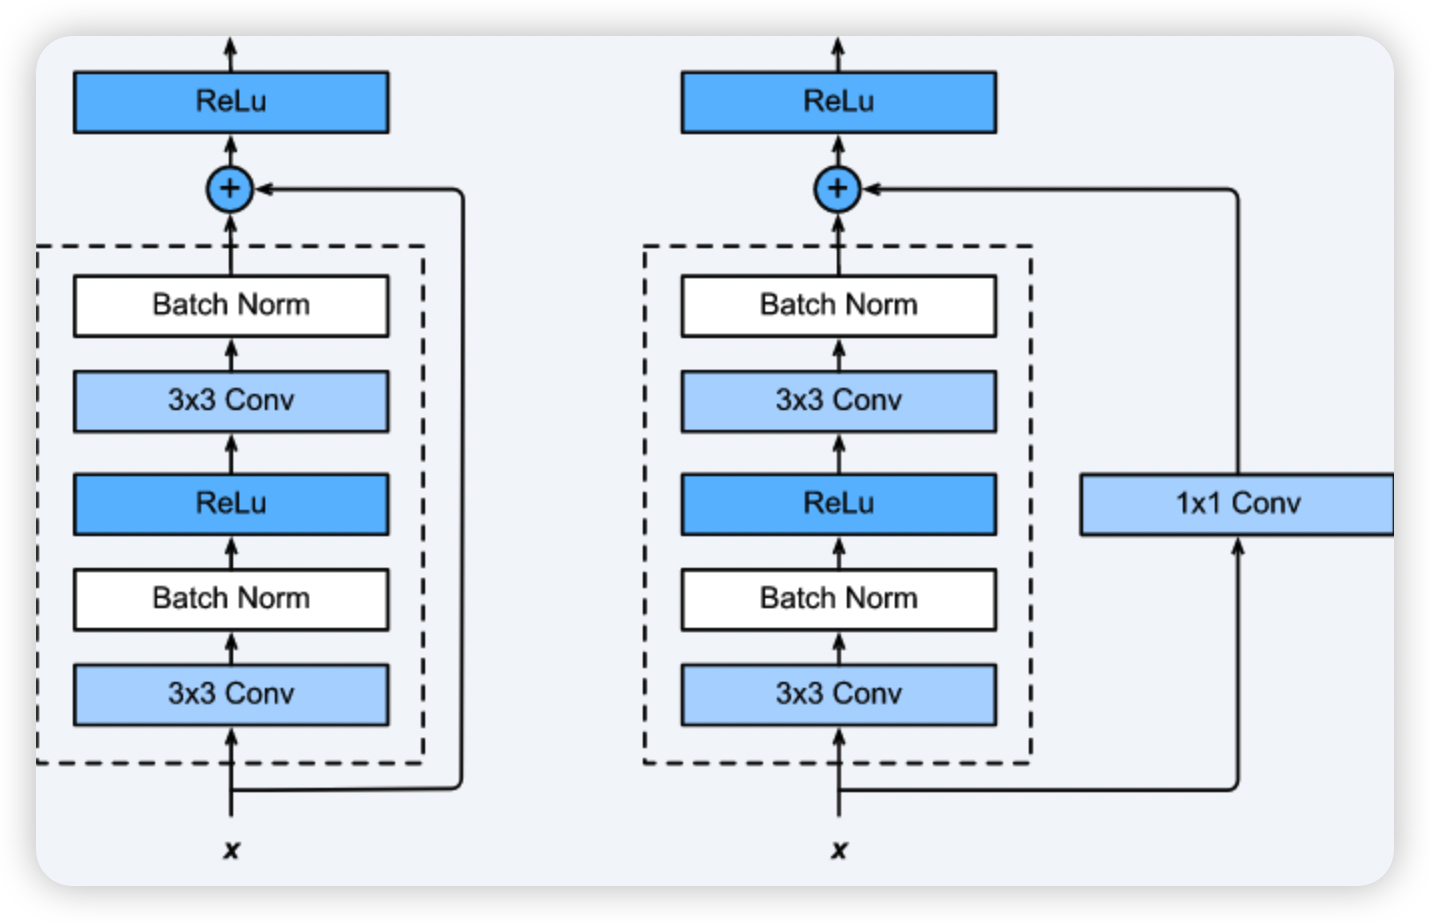 ReLu
+
Batch Norm
3x3 Conv
ReLu
Batch Norm
3x3 Conv
x
ReLu
+
Batch Norm
3x3 Conv
ReLu
Batch Norm
3x3 Conv
x
1x1 Conv